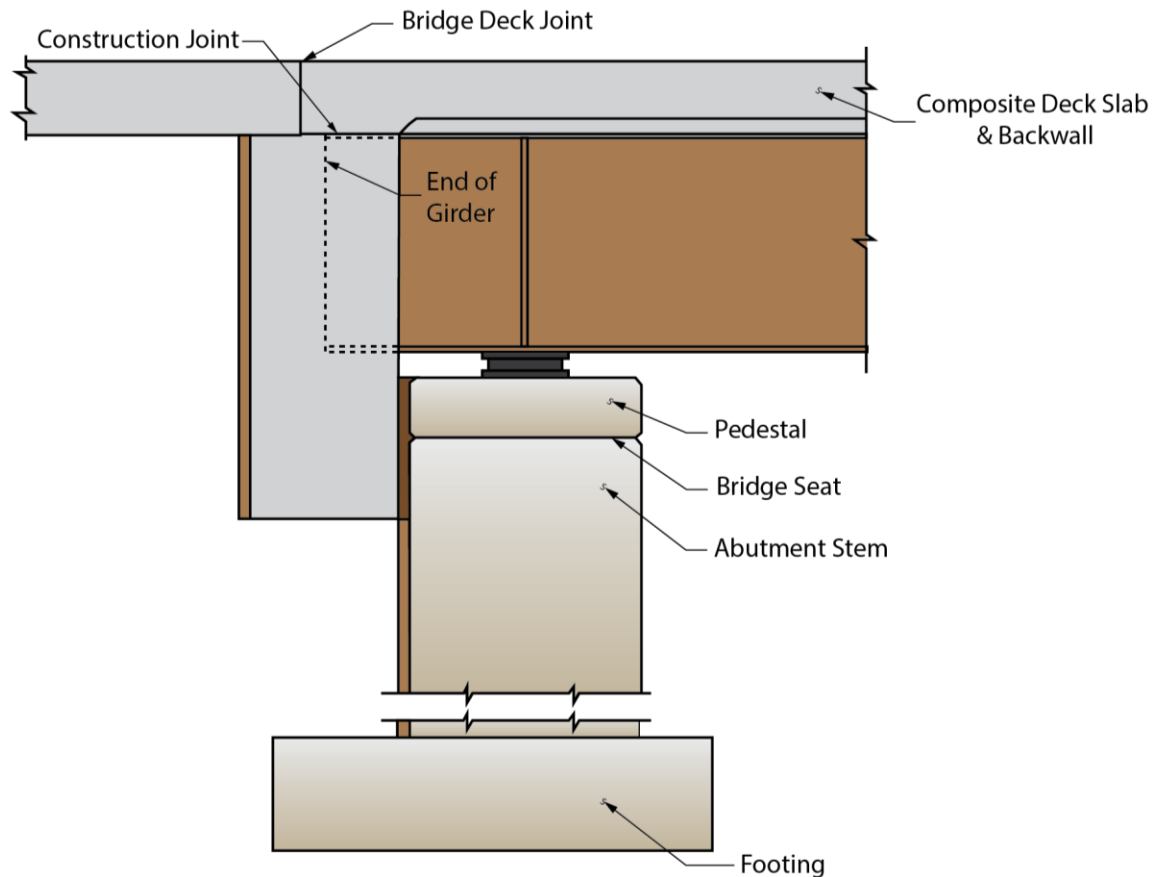 Bridge Deck Joint
Construction Joint
Composite Deck Slab
& Backwall
End of
Girder
Pedestal
Bridge Seat
Abutment Stem
Footing